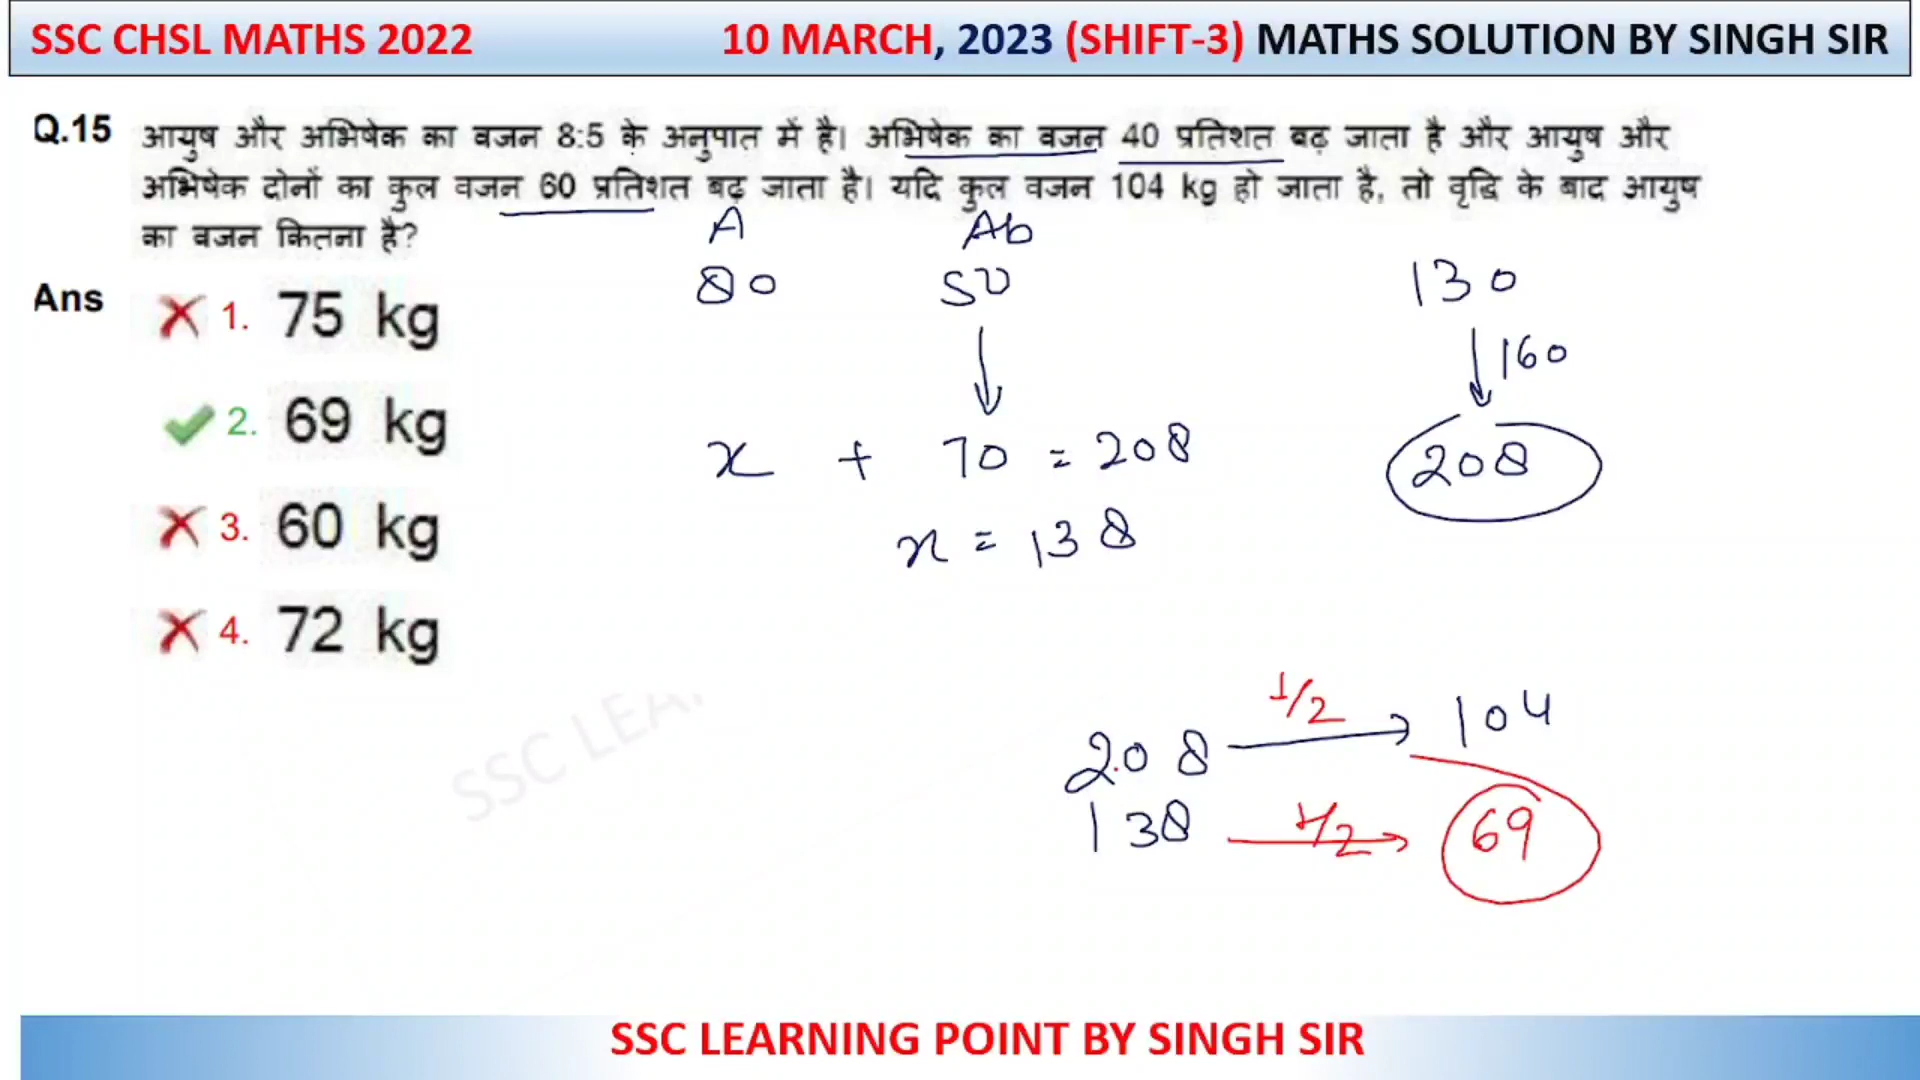 SSC CHSL MATHS 2022 10 MARCH, 2023 (SHIFT-3) MATHS SOLUTION BY SINGH SIR
Q.15 आयुष और अभिषेक का वजन 8:5 के अनुपात में है। अभिषेक का वजन 40 प्रतिशत बढ़ जाता है और आयुष और
अभिषेक दोनों का कुल वजन 60 प्रतिशत बढ़ जाता है। यदि कुल वजन 104 kg हो जाता है, तो वृद्धि के बाद आयुष
का वजन कितना है?
A Ab
80 50 130
Ans 1. 75 kg
160
2. 69 kg
x + 70 = 208 208
3. 60 kg
x = 138
4. 72 kg
SSC LEA
208 1/2 104
138 1/2 69
SSC LEARNING POINT BY SINGH SIR